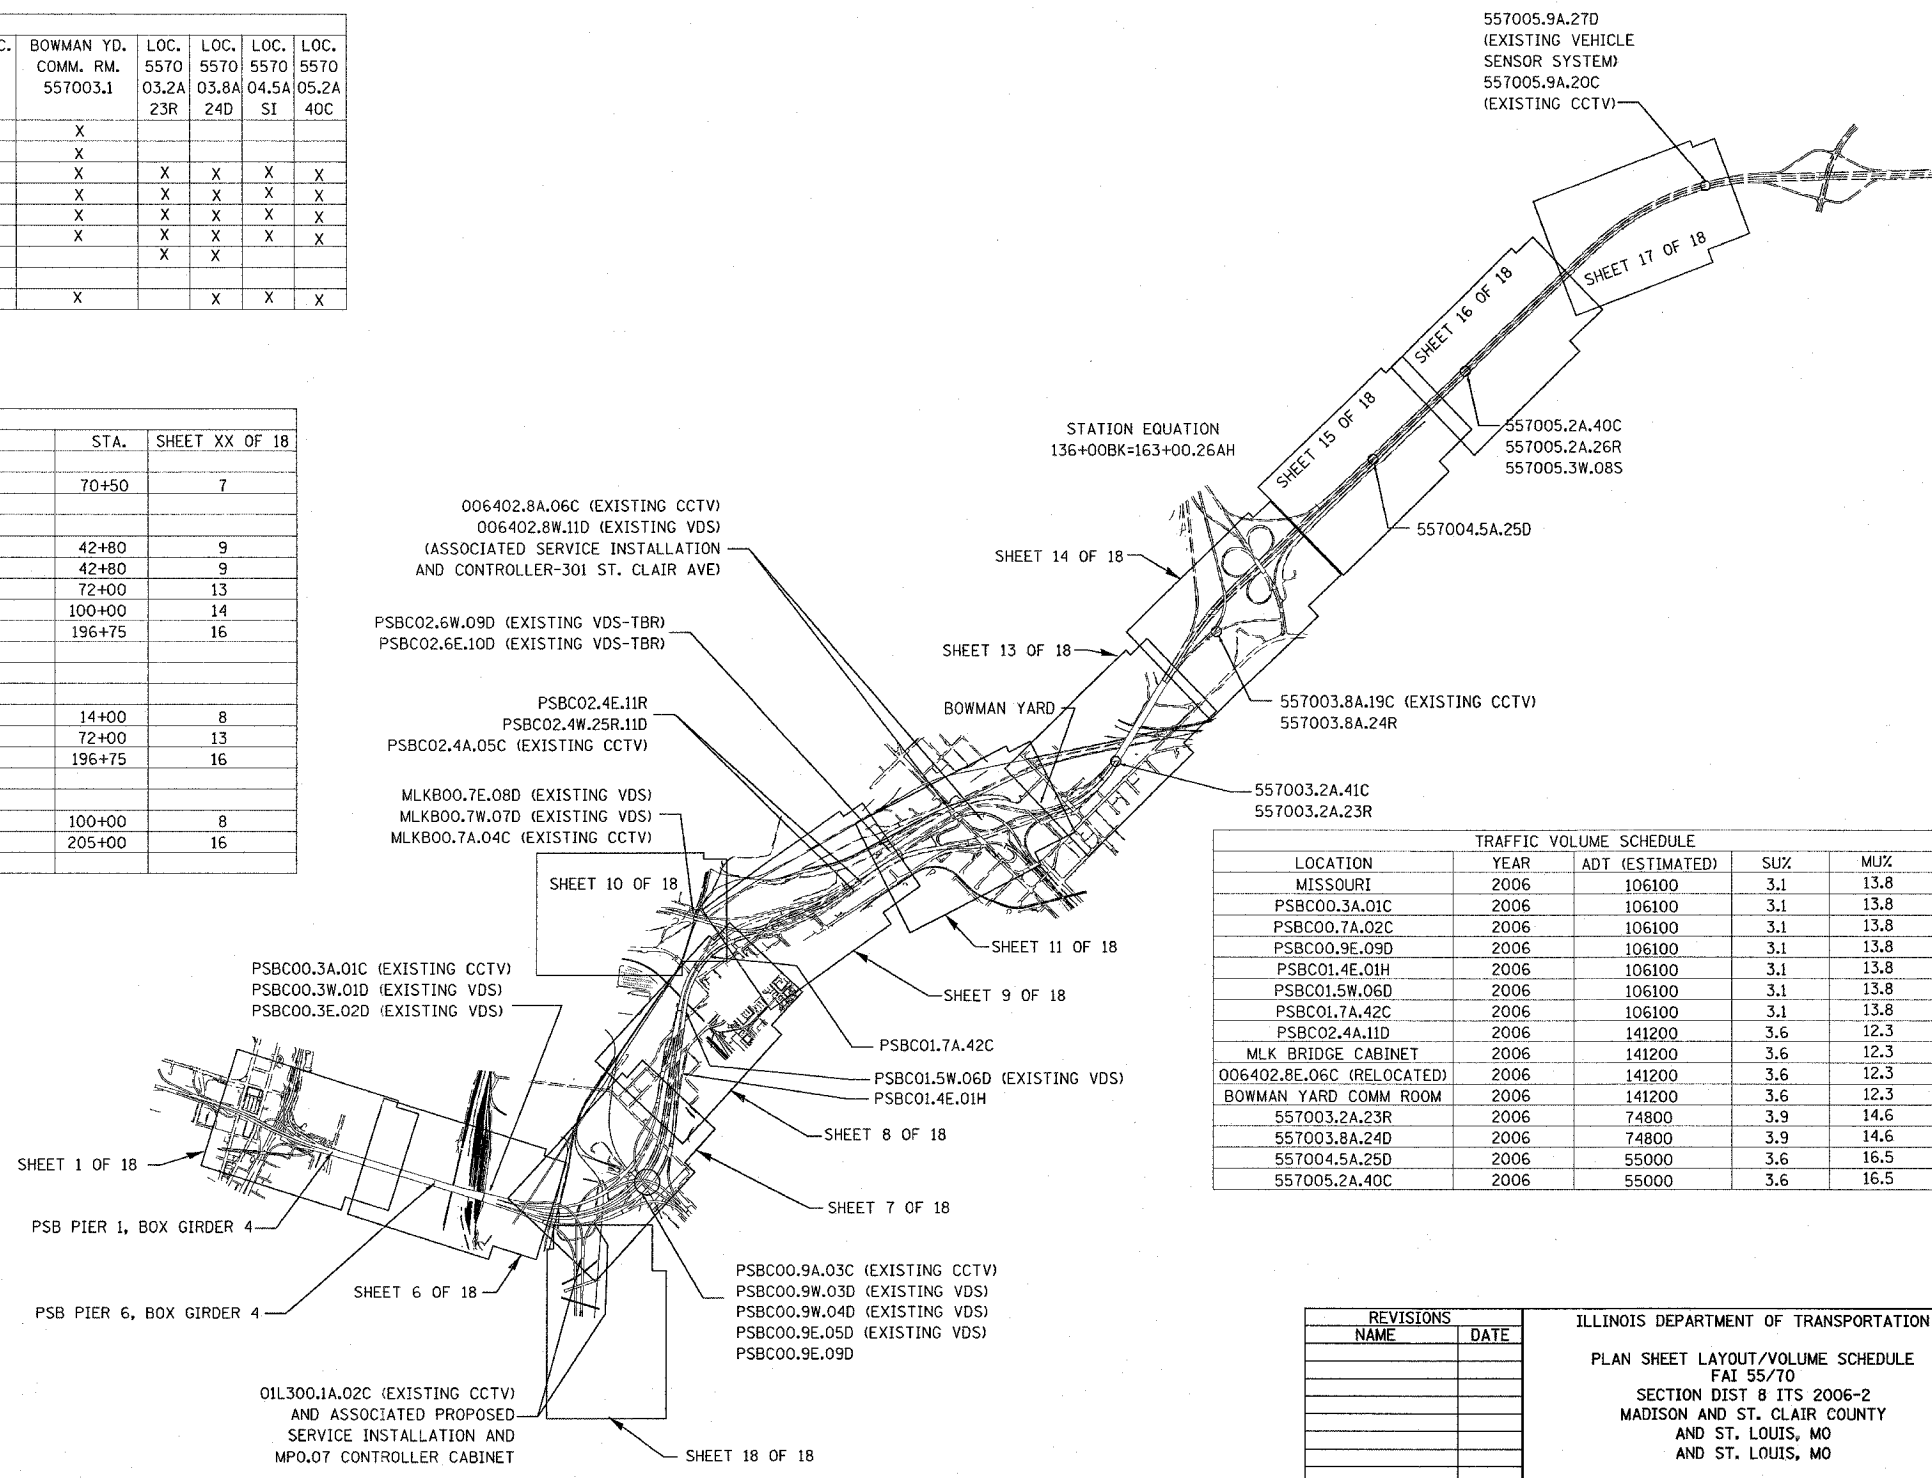 C.
BOWMAN YD. COMM. RM. 557003.1
LOC. 5570 03.2A 23R
LOC. 5570 03.8A 24D
LOC. 5570 04.5A SI
LOC. 5570 05.2A 40C
X
X
X X X X X
X X X X X
X X X X X
X X X X X
X X
X X X X
STA. SHEET XX OF 18
70+50 7
42+80 9
42+80 9
72+00 13
100+00 14
196+75 16
14+00 8
72+00 13
196+75 16
100+00 8
205+00 16
557005.9A.27D
(EXISTING VEHICLE
SENSOR SYSTEM)
557005.9A.20C
(EXISTING CCTV)
SHEET 17 OF 18
SHEET 16 OF 18
SHEET 15 OF 18
STATION EQUATION
136+00BK=163+00.26AH
557005.2A.40C
557005.2A.26R
557005.3W.08S
557004.5A.25D
SHEET 14 OF 18
SHEET 13 OF 18
BOWMAN YARD
557003.8A.19C (EXISTING CCTV)
557003.8A.24R
557003.2A.41C
557003.2A.23R
006402.8A.06C (EXISTING CCTV)
006402.8W.11D (EXISTING VDS)
(ASSOCIATED SERVICE INSTALLATION
AND CONTROLLER-301 ST. CLAIR AVE)
PSBC02.6W.09D (EXISTING VDS-TBR)
PSBC02.6E.10D (EXISTING VDS-TBR)
PSBC02.4E.11R
PSBC02.4W.25R.11D
PSBC02.4A.05C (EXISTING CCTV)
MLKB00.7E.08D (EXISTING VDS)
MLKB00.7W.07D (EXISTING VDS)
MLKB00.7A.04C (EXISTING CCTV)
SHEET 10 OF 18
SHEET 11 OF 18
SHEET 9 OF 18
PSBC00.3A.01C (EXISTING CCTV)
PSBC00.3W.01D (EXISTING VDS)
PSBC00.3E.02D (EXISTING VDS)
PSBC01.7A.42C
PSBC01.5W.06D (EXISTING VDS)
PSBC01.4E.01H
SHEET 8 OF 18
SHEET 7 OF 18
SHEET 1 OF 18
PSB PIER 1, BOX GIRDER 4
PSB PIER 6, BOX GIRDER 4
SHEET 6 OF 18
PSBC00.9A.03C (EXISTING CCTV)
PSBC00.9W.03D (EXISTING VDS)
PSBC00.9W.04D (EXISTING VDS)
PSBC00.9E.05D (EXISTING VDS)
PSBC00.9E.09D
01L300.1A.02C (EXISTING CCTV)
AND ASSOCIATED PROPOSED
SERVICE INSTALLATION AND
MP0.07 CONTROLLER CABINET
SHEET 18 OF 18
TRAFFIC VOLUME SCHEDULE
LOCATION YEAR ADT (ESTIMATED) SU% MU%
MISSOURI 2006 106100 3.1 13.8
PSBC00.3A.01C 2006 106100 3.1 13.8
PSBC00.7A.02C 2006 106100 3.1 13.8
PSBC00.9E.09D 2006 106100 3.1 13.8
PSBC01.4E.01H 2006 106100 3.1 13.8
PSBC01.5W.06D 2006 106100 3.1 13.8
PSBC01.7A.42C 2006 106100 3.1 13.8
PSBC02.4A.11D 2006 141200 3.6 12.3
MLK BRIDGE CABINET 2006 141200 3.6 12.3
006402.8E.06C (RELOCATED) 2006 141200 3.6 12.3
BOWMAN YARD COMM ROOM 2006 141200 3.6 12.3
557003.2A.23R 2006 74800 3.9 14.6
557003.8A.24D 2006 74800 3.9 14.6
557004.5A.25D 2006 55000 3.6 16.5
557005.2A.40C 2006 55000 3.6 16.5
REVISIONS
NAME DATE
ILLINOIS DEPARTMENT OF TRANSPORTATION
PLAN SHEET LAYOUT/VOLUME SCHEDULE
FAI 55/70
SECTION DIST 8 ITS 2006-2
MADISON AND ST. CLAIR COUNTY
AND ST. LOUIS, MO
AND ST. LOUIS, MO